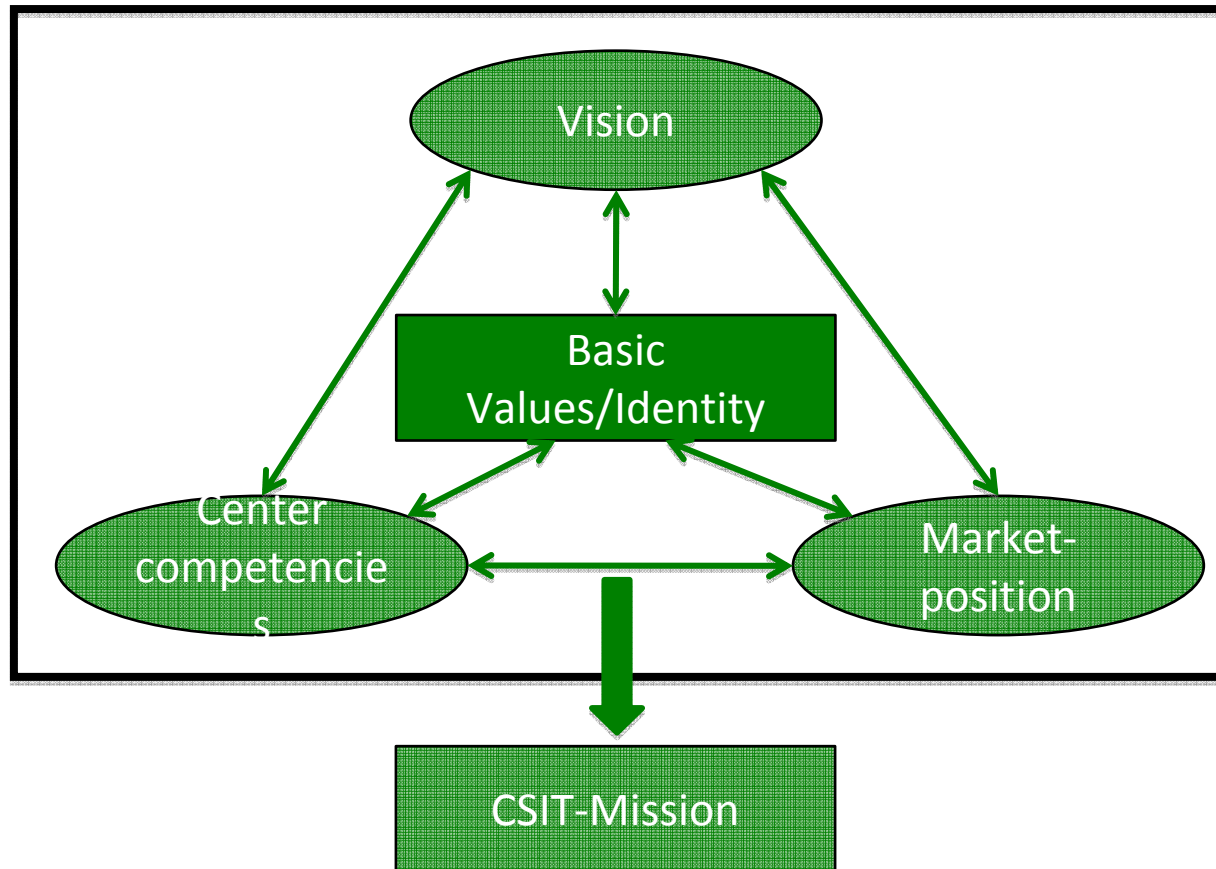 Vision
Basic
Values/Identity
Center
competencie
s
Market-
position
CSIT-Mission